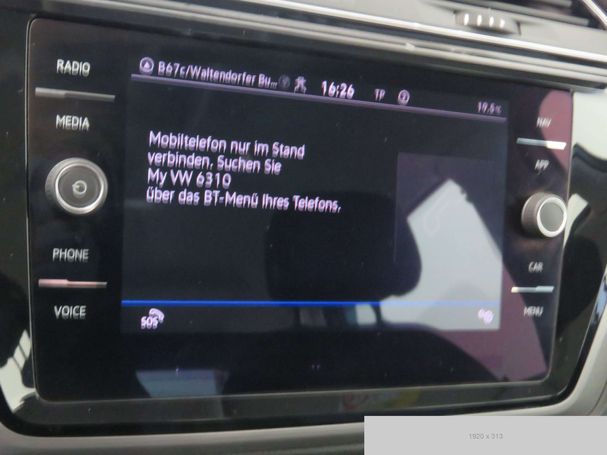 RADIO
MEDIA
PHONE
VOICE
B67c/Waltendorfer Bu... 16:26 TP 19.5°C
Mobiltelefon nur im Stand
verbinden. Suchen Sie
My VW 6310
über das BT-Menü Ihres Telefons.
SOS
NAV
APP
CAR
MENU
1920 x 313